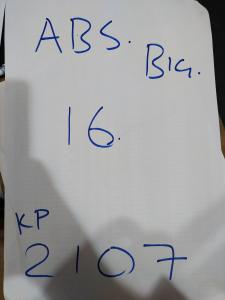 ABS.
BIG.
16.
KP
2107